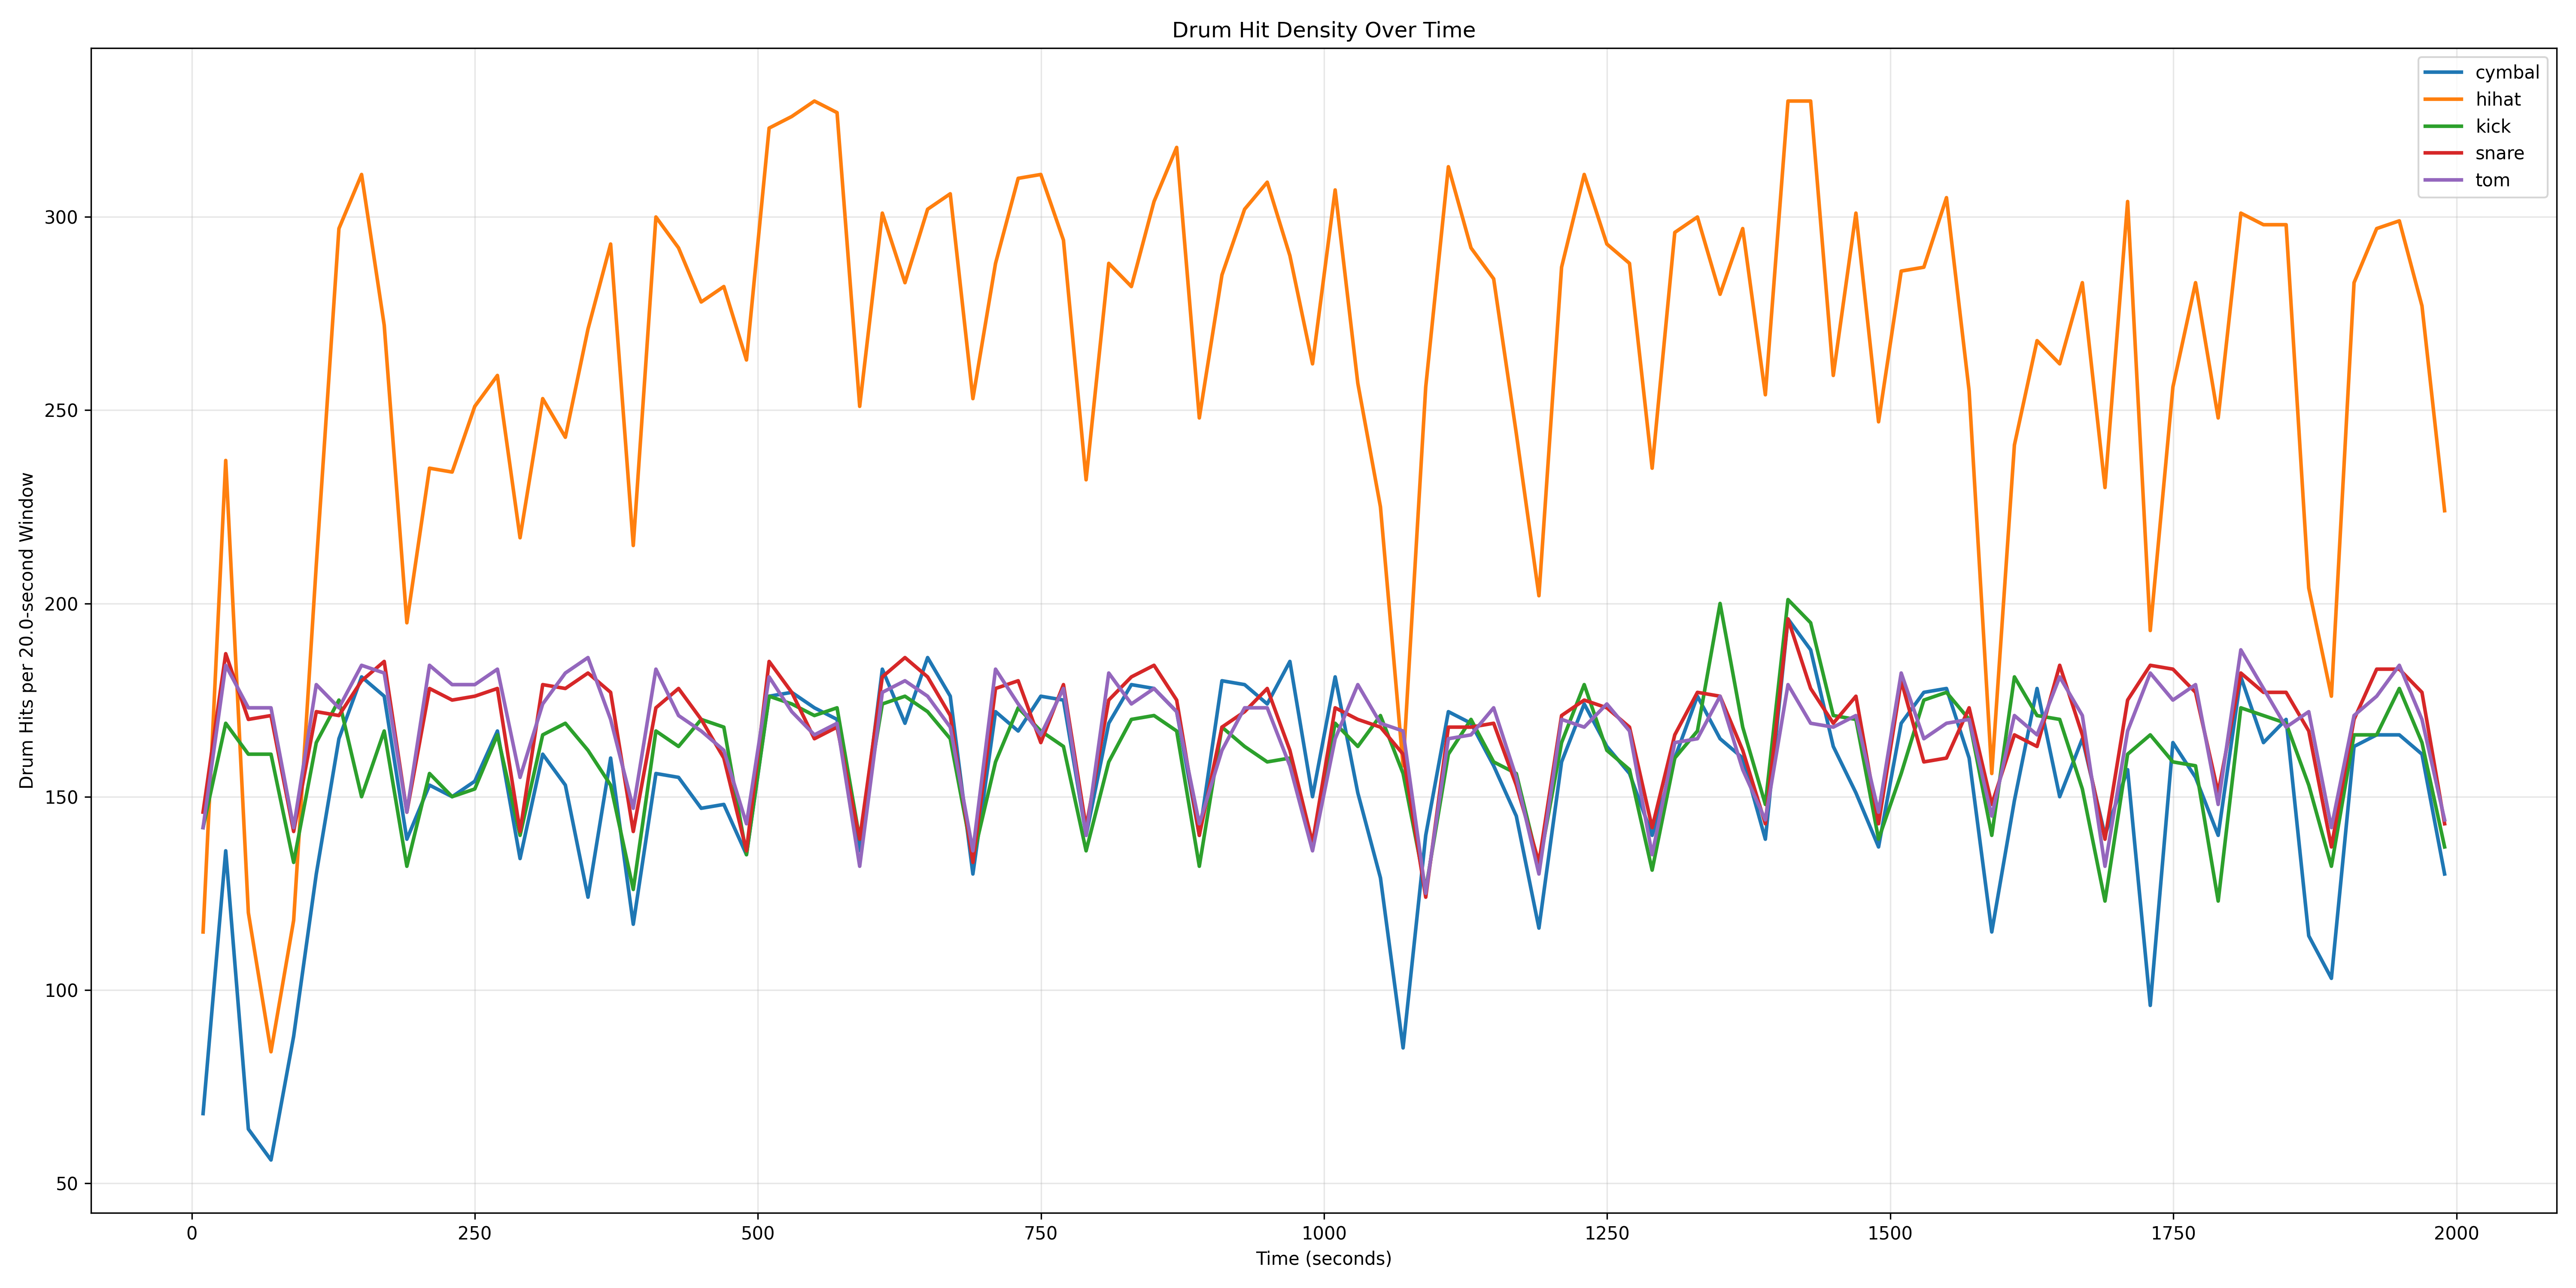 Drum Hit Density Over Time
cymbal
hihat
kick
snare
tom
Drum Hits per 20.0-second Window
300
250
200
150
100
50
0 250 500 750 1000 1250 1500 1750 2000
Time (seconds)